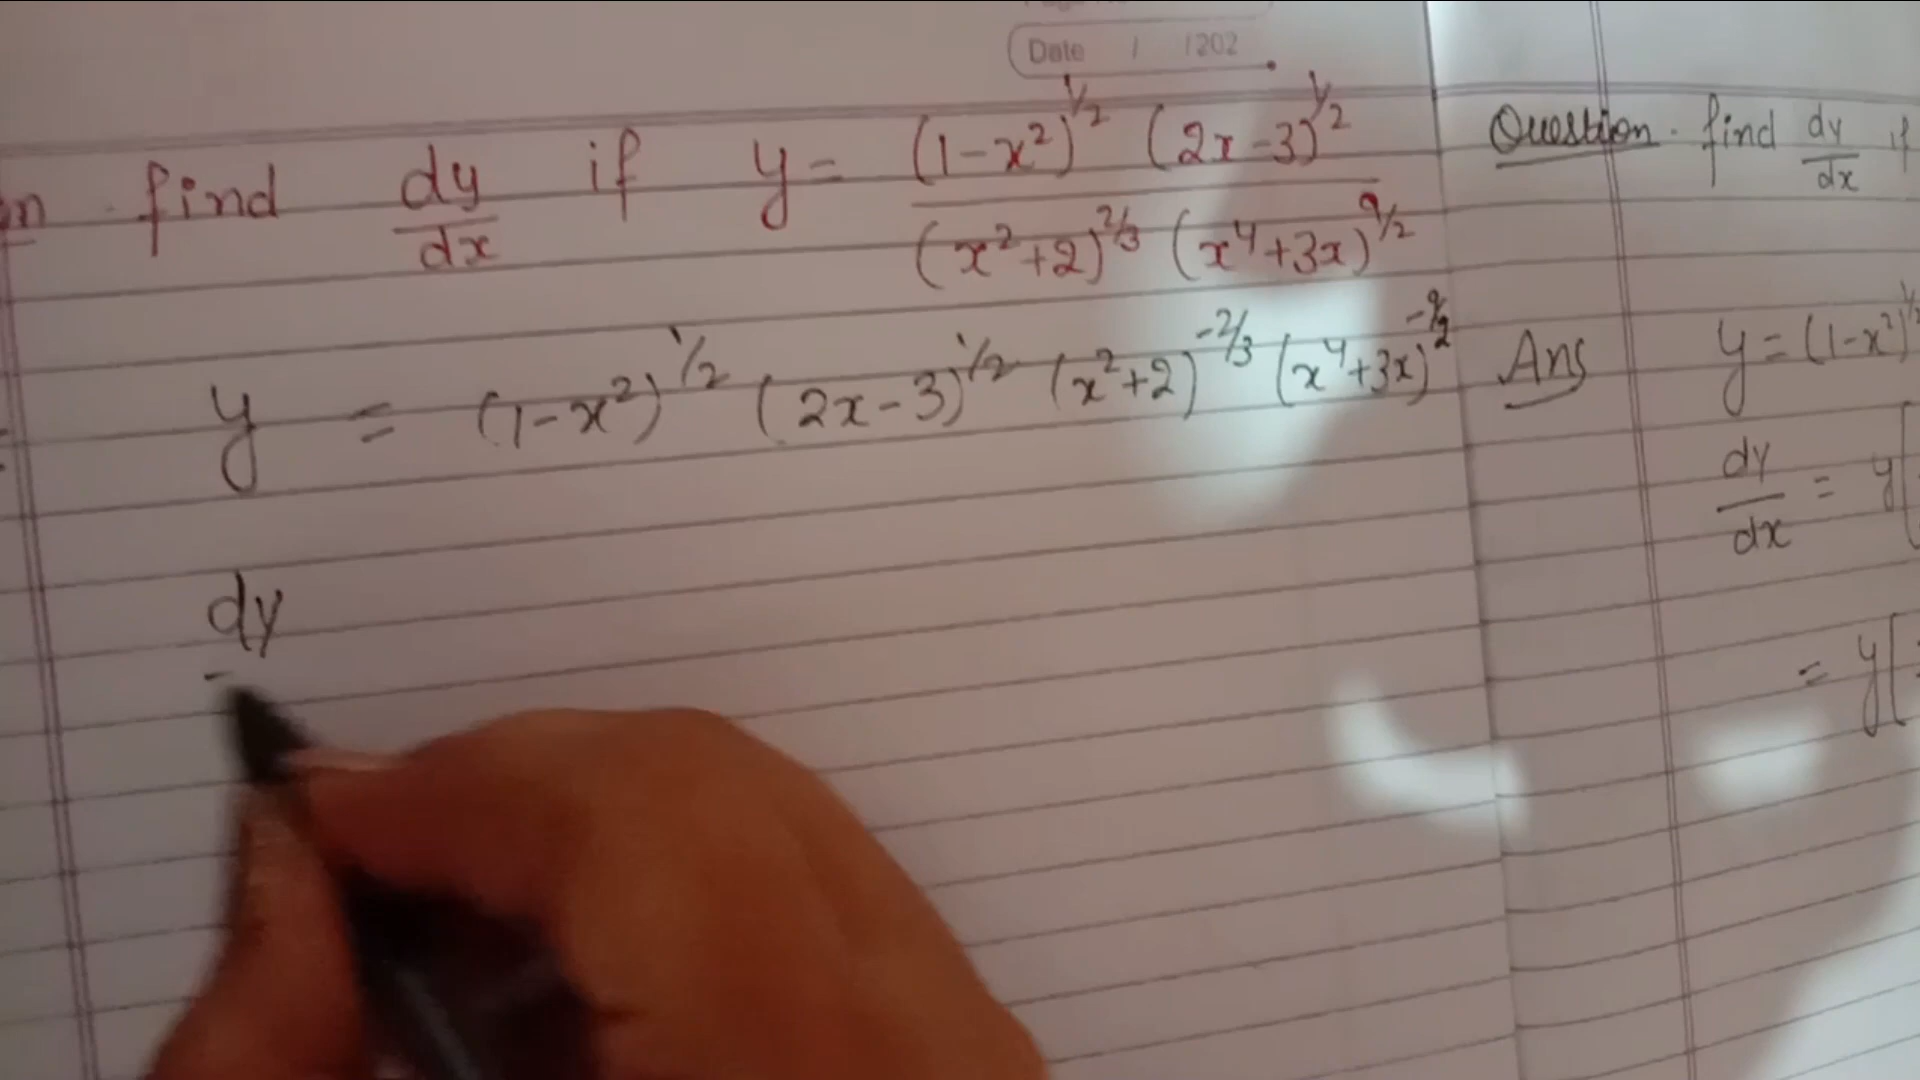 Date / /202
find dy/dx if y = (1-x²)^1/2 (2x-3)^1/2 / (x²+2)^2/3 (x⁴+3x)^9/2
y = (1-x²)^1/2 (2x-3)^1/2 (x²+2)^-2/3 (x⁴+3x)^-9/2
dy
Question. find dy/dx if
Ans
y = (1-x²)
dy/dx = y[
= y[